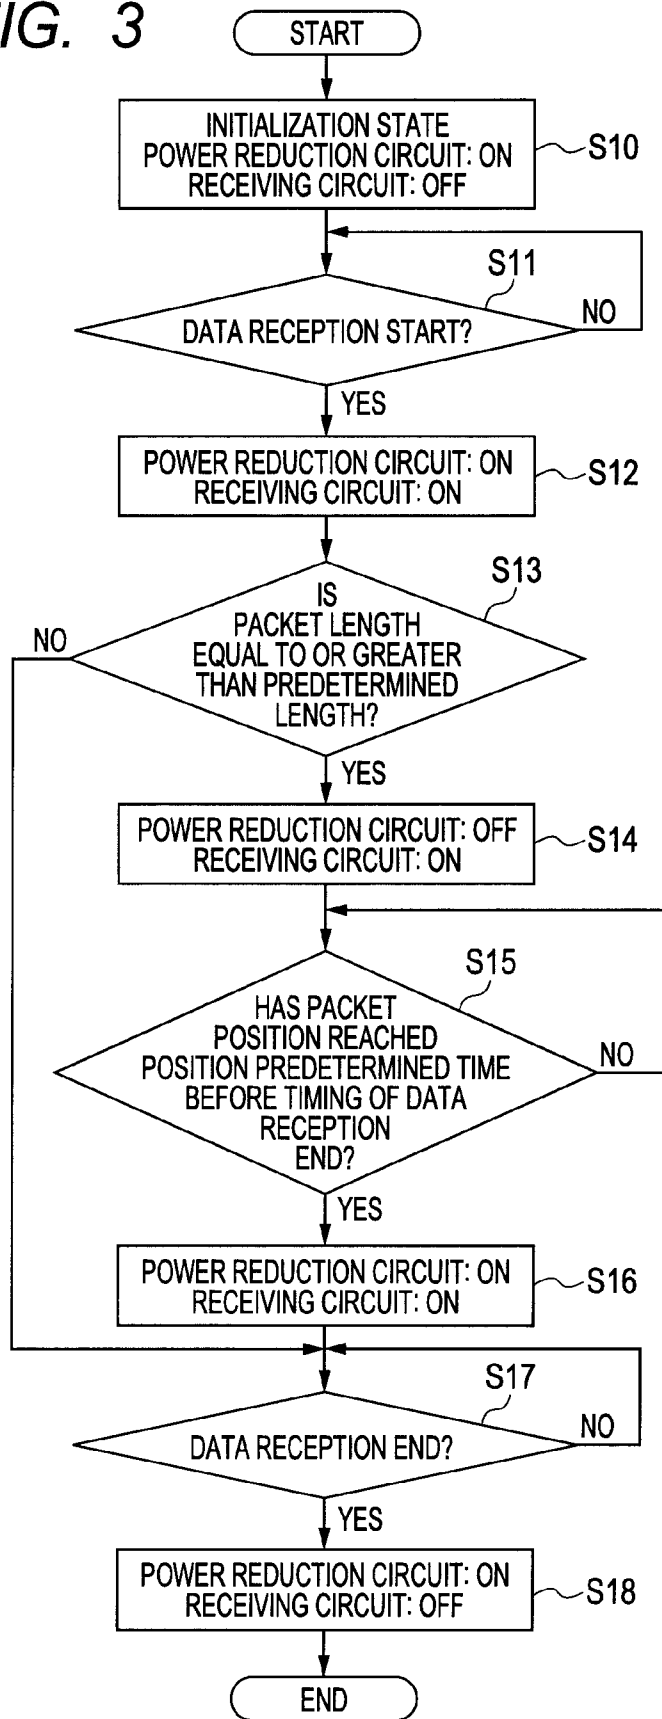 FIG. 3
START
INITIALIZATION STATE
POWER REDUCTION CIRCUIT: ON
RECEIVING CIRCUIT: OFF
S10
S11
DATA RECEPTION START?
NO
YES
POWER REDUCTION CIRCUIT: ON
RECEIVING CIRCUIT: ON
S12
S13
IS
PACKET LENGTH
EQUAL TO OR GREATER
THAN PREDETERMINED
LENGTH?
NO
YES
POWER REDUCTION CIRCUIT: OFF
RECEIVING CIRCUIT: ON
S14
S15
HAS PACKET
POSITION REACHED
POSITION PREDETERMINED TIME
BEFORE TIMING OF DATA
RECEPTION
END?
NO
YES
POWER REDUCTION CIRCUIT: ON
RECEIVING CIRCUIT: ON
S16
S17
DATA RECEPTION END?
NO
YES
POWER REDUCTION CIRCUIT: ON
RECEIVING CIRCUIT: OFF
S18
END